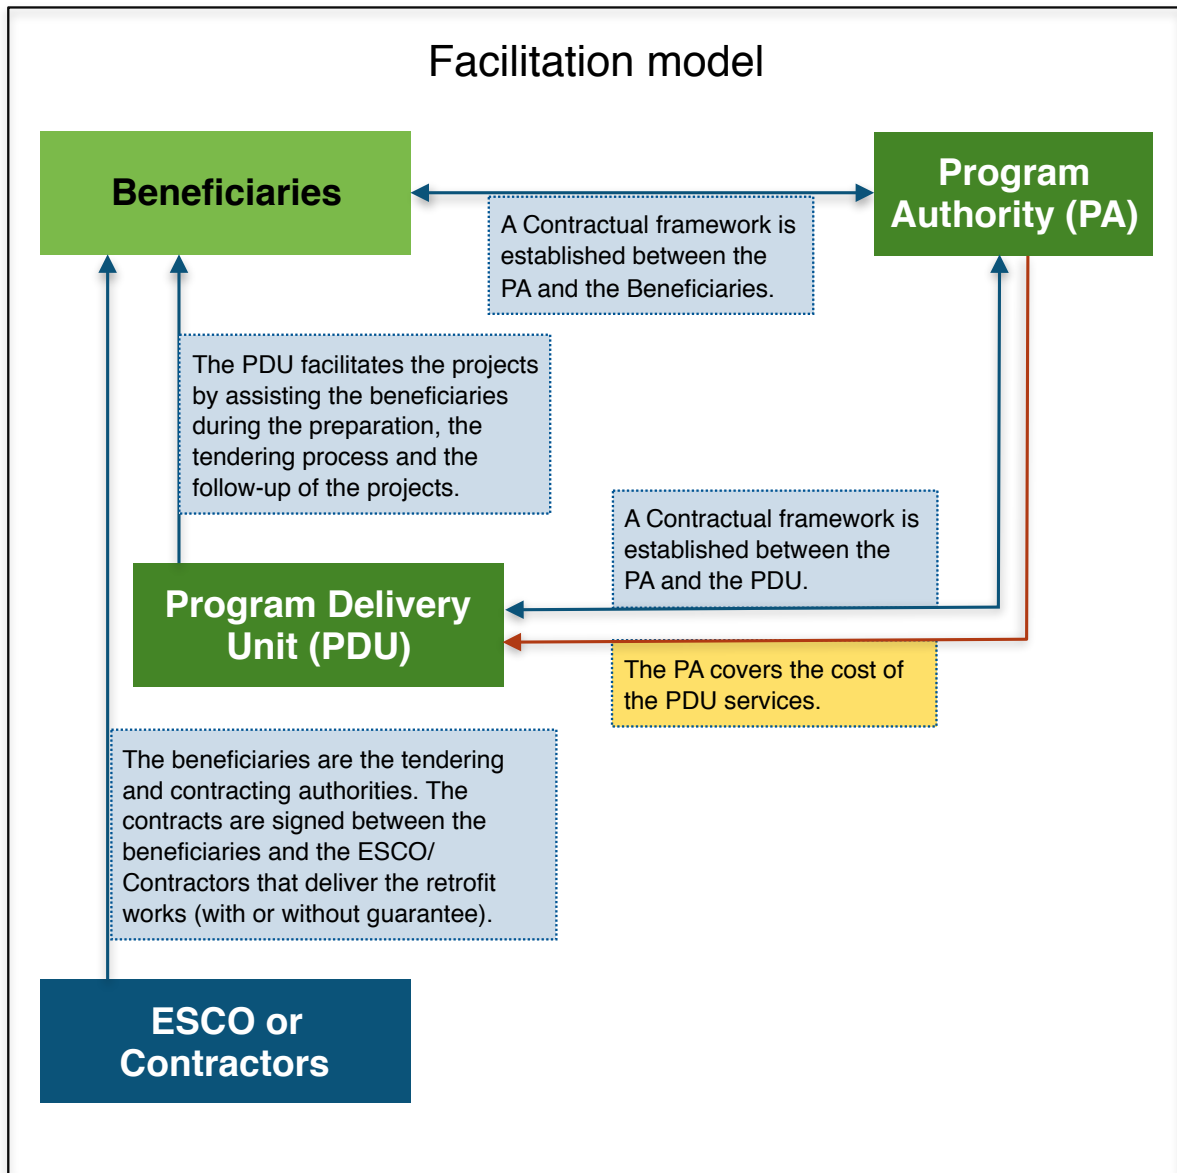 Facilitation model
Beneficiaries
Program
Authority (PA)
A Contractual framework is
established between the
PA and the Beneficiaries.
The PDU facilitates the projects
by assisting the beneficiaries
during the preparation, the
tendering process and the
follow-up of the projects.
A Contractual framework is
established between the
PA and the PDU.
Program Delivery
Unit (PDU)
The PA covers the cost of
the PDU services.
The beneficiaries are the tendering
and contracting authorities. The
contracts are signed between the
beneficiaries and the ESCO/
Contractors that deliver the retrofit
works (with or without guarantee).
ESCO or
Contractors